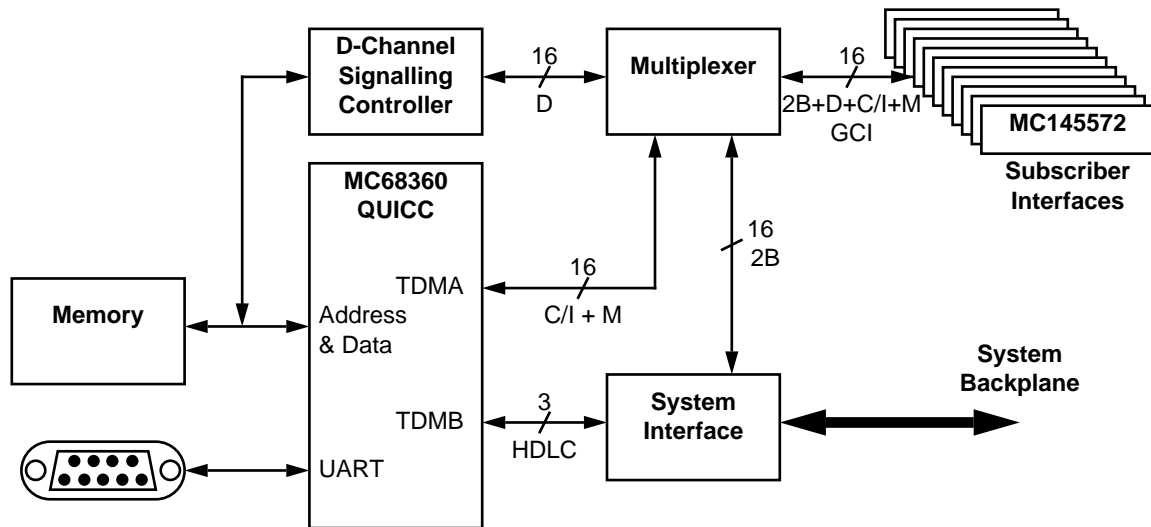 D-Channel
Signalling
Controller
16
D
Multiplexer
16
2B+D+C/I+M
GCI
MC145572
Subscriber
Interfaces
MC68360
QUICC
16
2B
TDMA
16
C/I + M
Memory
Address
& Data
System
Backplane
TDMB
3
HDLC
System
Interface
UART